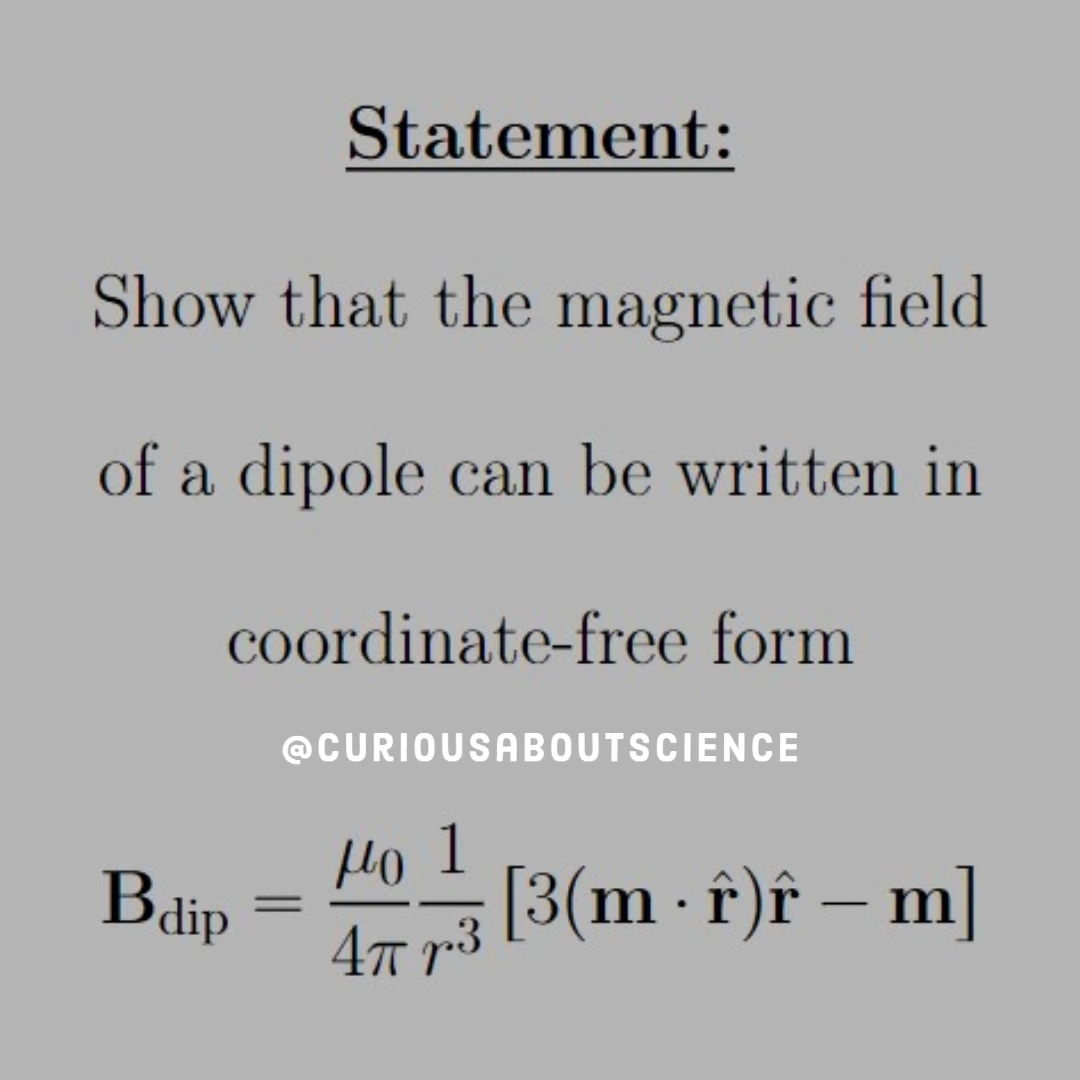 Statement:
Show that the magnetic field
of a dipole can be written in
coordinate-free form
@CURIOUSABOUTSCIENCE
B_dip = μ₀/4π 1/r³ [3(m · r̂)r̂ − m]